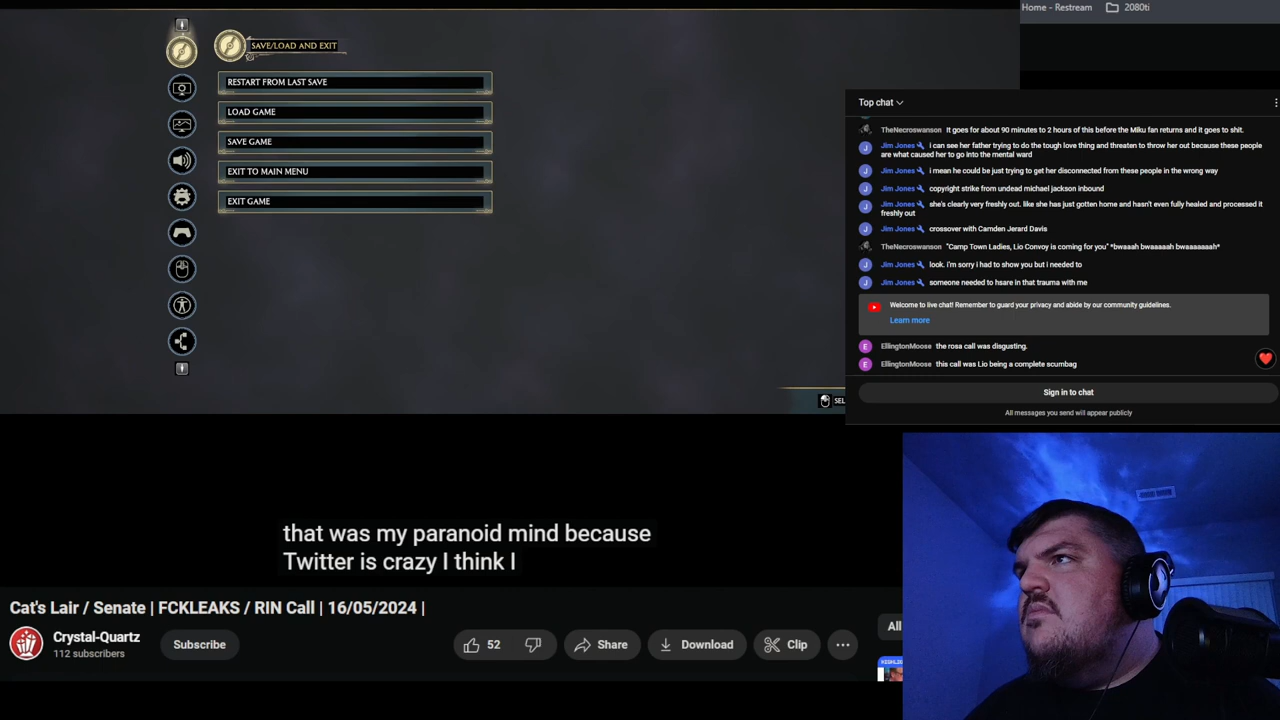 Home - Restream
2080ti
SAVE/LOAD AND EXIT
RESTART FROM LAST SAVE
LOAD GAME
SAVE GAME
EXIT TO MAIN MENU
EXIT GAME
SEL
Top chat
TheNecroswanson It goes for about 90 minutes to 2 hours of this before the Miku fan returns and it goes to shit.
Jim Jones i can see her father trying to do the tough love thing and threaten to throw her out because these people
are what caused her to go into the mental ward
Jim Jones i mean he could be just trying to get her disconnected from these people in the wrong way
Jim Jones copyright strike from undead michael jackson inbound
Jim Jones she's clearly very freshly out. like she has just gotten home and hasn't even fully healed and processed it
freshly out
Jim Jones crossover with Camden Jerard Davis
TheNecroswanson "Camp Town Ladies, Lio Convoy is coming for you" *bwaaah bwaaaaah bwaaaaaaah*
Jim Jones look. i'm sorry i had to show you but i needed to
Jim Jones someone needed to hsare in that trauma with me
Welcome to live chat! Remember to guard your privacy and abide by our community guidelines.
Learn more
EllingtonMoose the rosa call was disgusting.
EllingtonMoose this call was Lio being a complete scumbag
Sign in to chat
All messages you send will appear publicly
that was my paranoid mind because
Twitter is crazy I think I
Cat's Lair / Senate | FCKLEAKS / RIN Call | 16/05/2024 |
Crystal-Quartz
112 subscribers
Subscribe
52
Share
Download
Clip
All